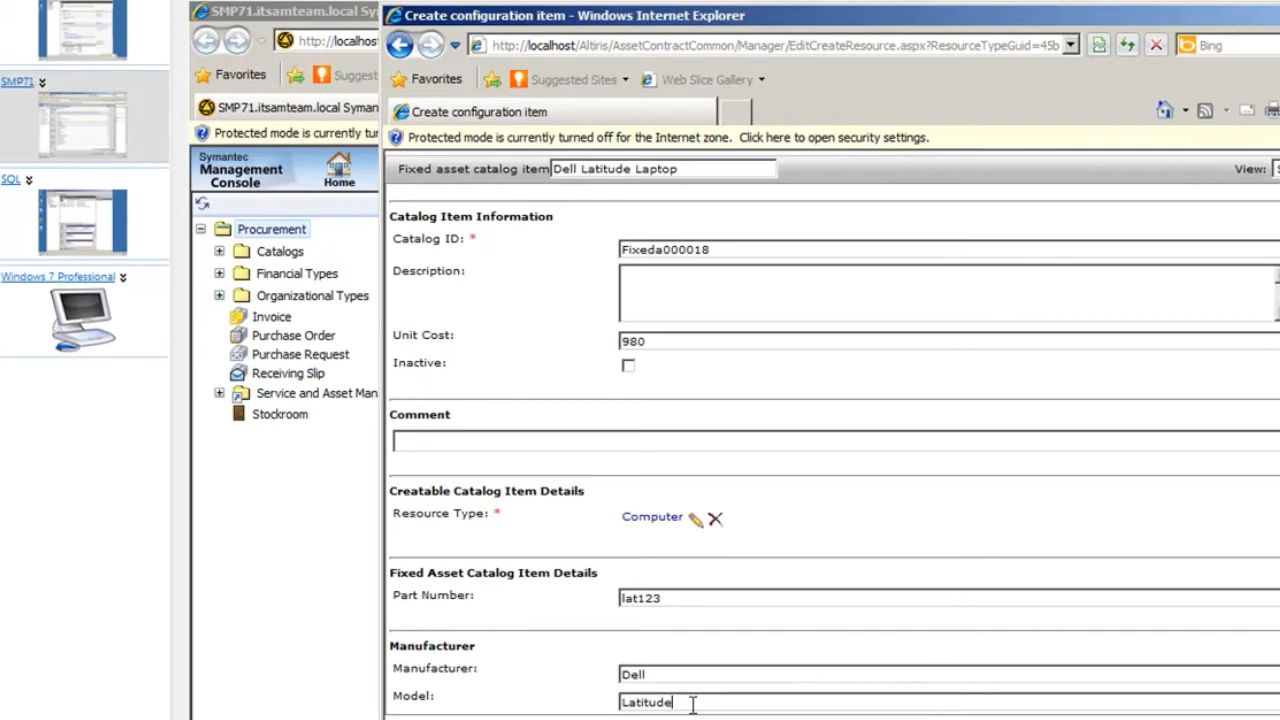 SMP71
SQL
Windows 7 Professional
SMP71.itsamteam.local Sy
http://localhos
Favorites
Suggest
SMP71.itsamteam.local Syman
Protected mode is currently tur
Symantec
Management
Console
Home
Procurement
Catalogs
Financial Types
Organizational Types
Invoice
Purchase Order
Purchase Request
Receiving Slip
Service and Asset Man
Stockroom
Create configuration item - Windows Internet Explorer
http://localhost/Altiris/AssetContractCommon/Manager/EditCreateResource.aspx?ResourceTypeGuid=45b
Bing
Favorites
Suggested Sites
Web Slice Gallery
Create configuration item
Protected mode is currently turned off for the Internet zone. Click here to open security settings.
Fixed asset catalog item Dell Latitude Laptop
View:
Catalog Item Information
Catalog ID: * Fixeda000018
Description:
Unit Cost: 980
Inactive:
Comment
Creatable Catalog Item Details
Resource Type: * Computer
Fixed Asset Catalog Item Details
Part Number: lat123
Manufacturer
Manufacturer: Dell
Model: Latitude